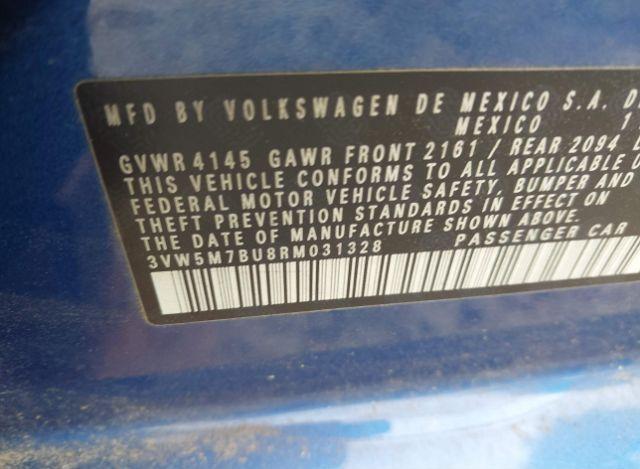 MFD BY VOLKSWAGEN DE MEXICO S.A. D
MEXICO 1
GVWR 4145 GAWR FRONT 2161 / REAR 2094
THIS VEHICLE CONFORMS TO ALL APPLICABLE
FEDERAL MOTOR VEHICLE SAFETY, BUMPER AND
THEFT PREVENTION STANDARDS IN EFFECT ON
THE DATE OF MANUFACTURE SHOWN ABOVE.
3VW5M7BU8RM031328 PASSENGER CAR